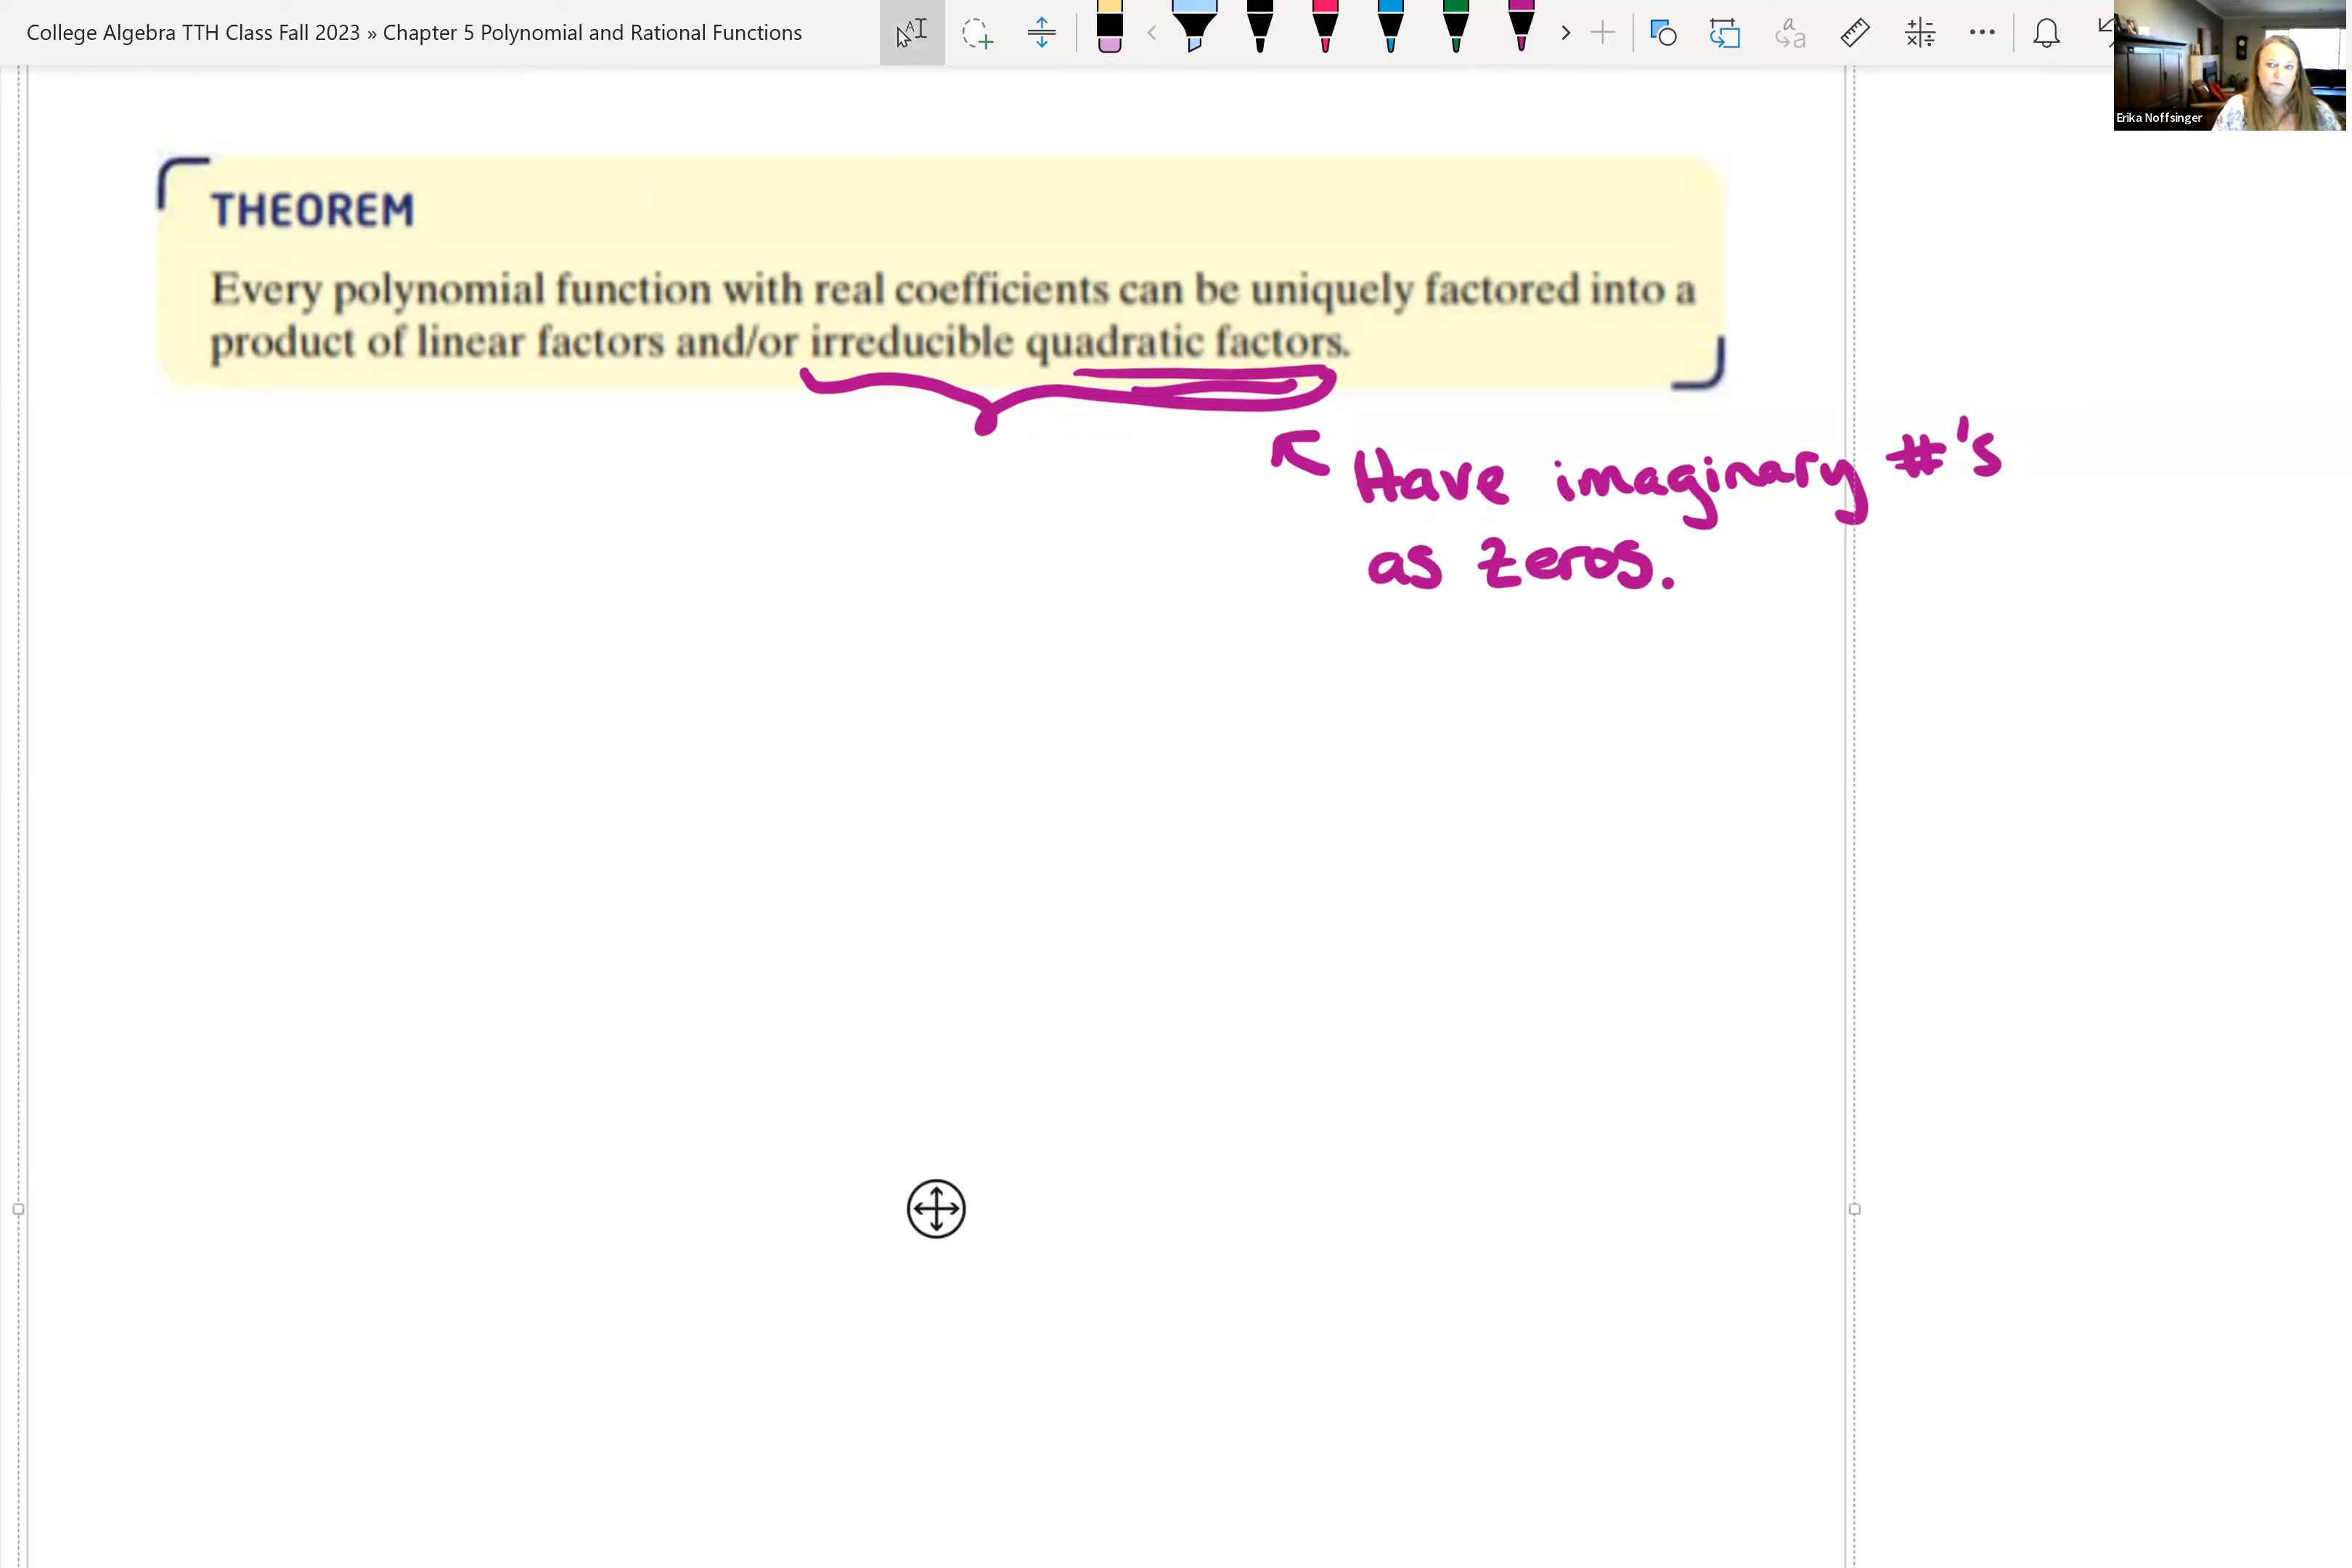 College Algebra TTH Class Fall 2023 » Chapter 5 Polynomial and Rational Functions
Erika Noffsinger
THEOREM
Every polynomial function with real coefficients can be uniquely factored into a
product of linear factors and/or irreducible quadratic factors.
Have imaginary #'s
as zeros.